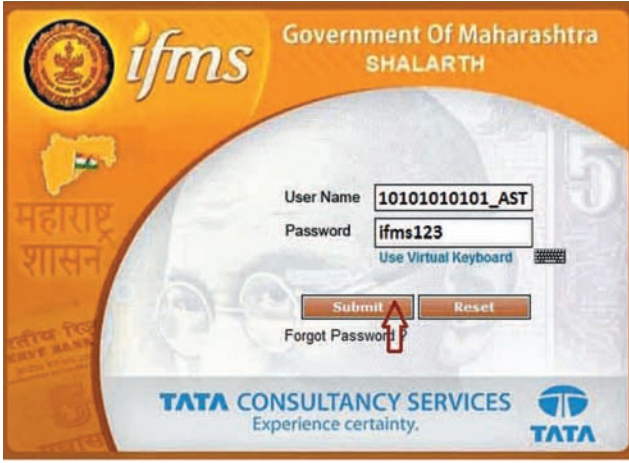 ifms
Government Of Maharashtra
SHALARTH
User Name 10101010101_AST
Password ifms123
Use Virtual Keyboard
Submit Reset
Forgot Password ?
महाराष्ट्र
शासन
TATA CONSULTANCY SERVICES
Experience certainty.
TATA